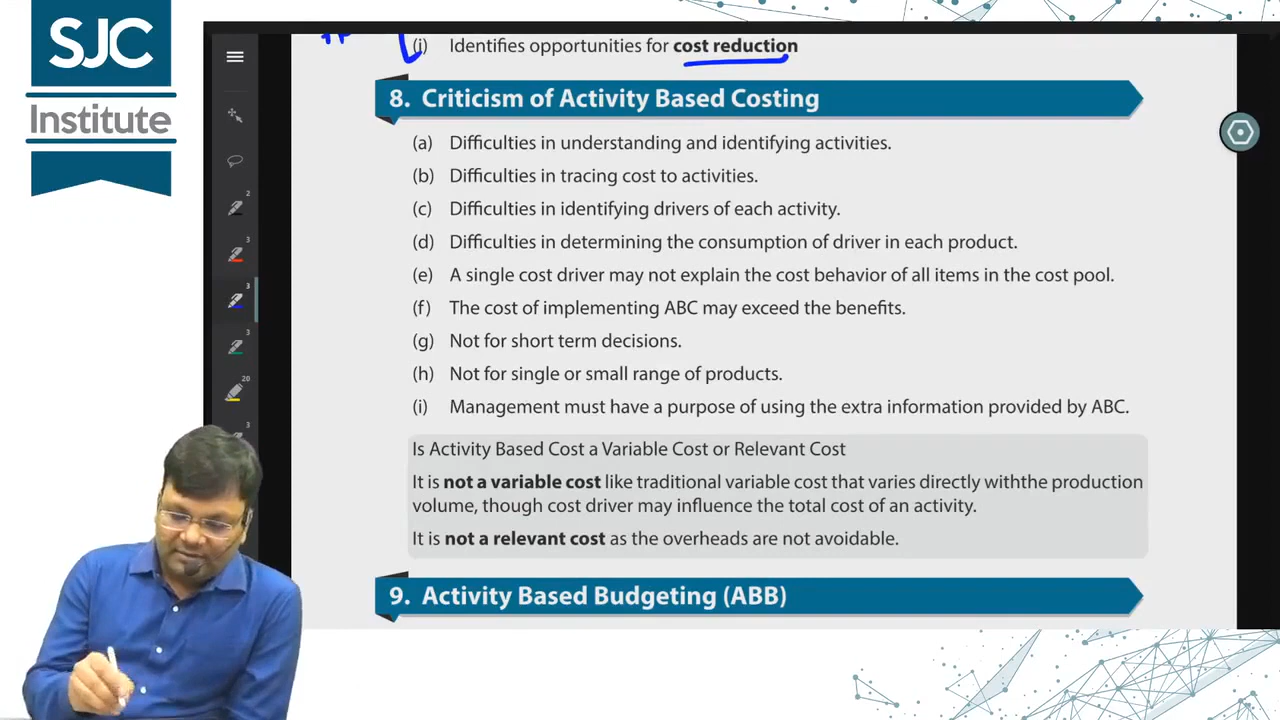 SJC
Institute
(j) Identifies opportunities for cost reduction
8. Criticism of Activity Based Costing
(a) Difficulties in understanding and identifying activities.
(b) Difficulties in tracing cost to activities.
(c) Difficulties in identifying drivers of each activity.
(d) Difficulties in determining the consumption of driver in each product.
(e) A single cost driver may not explain the cost behavior of all items in the cost pool.
(f) The cost of implementing ABC may exceed the benefits.
(g) Not for short term decisions.
(h) Not for single or small range of products.
(i) Management must have a purpose of using the extra information provided by ABC.
Is Activity Based Cost a Variable Cost or Relevant Cost
It is not a variable cost like traditional variable cost that varies directly withthe production
volume, though cost driver may influence the total cost of an activity.
It is not a relevant cost as the overheads are not avoidable.
9. Activity Based Budgeting (ABB)
2
3
3
3
20
3